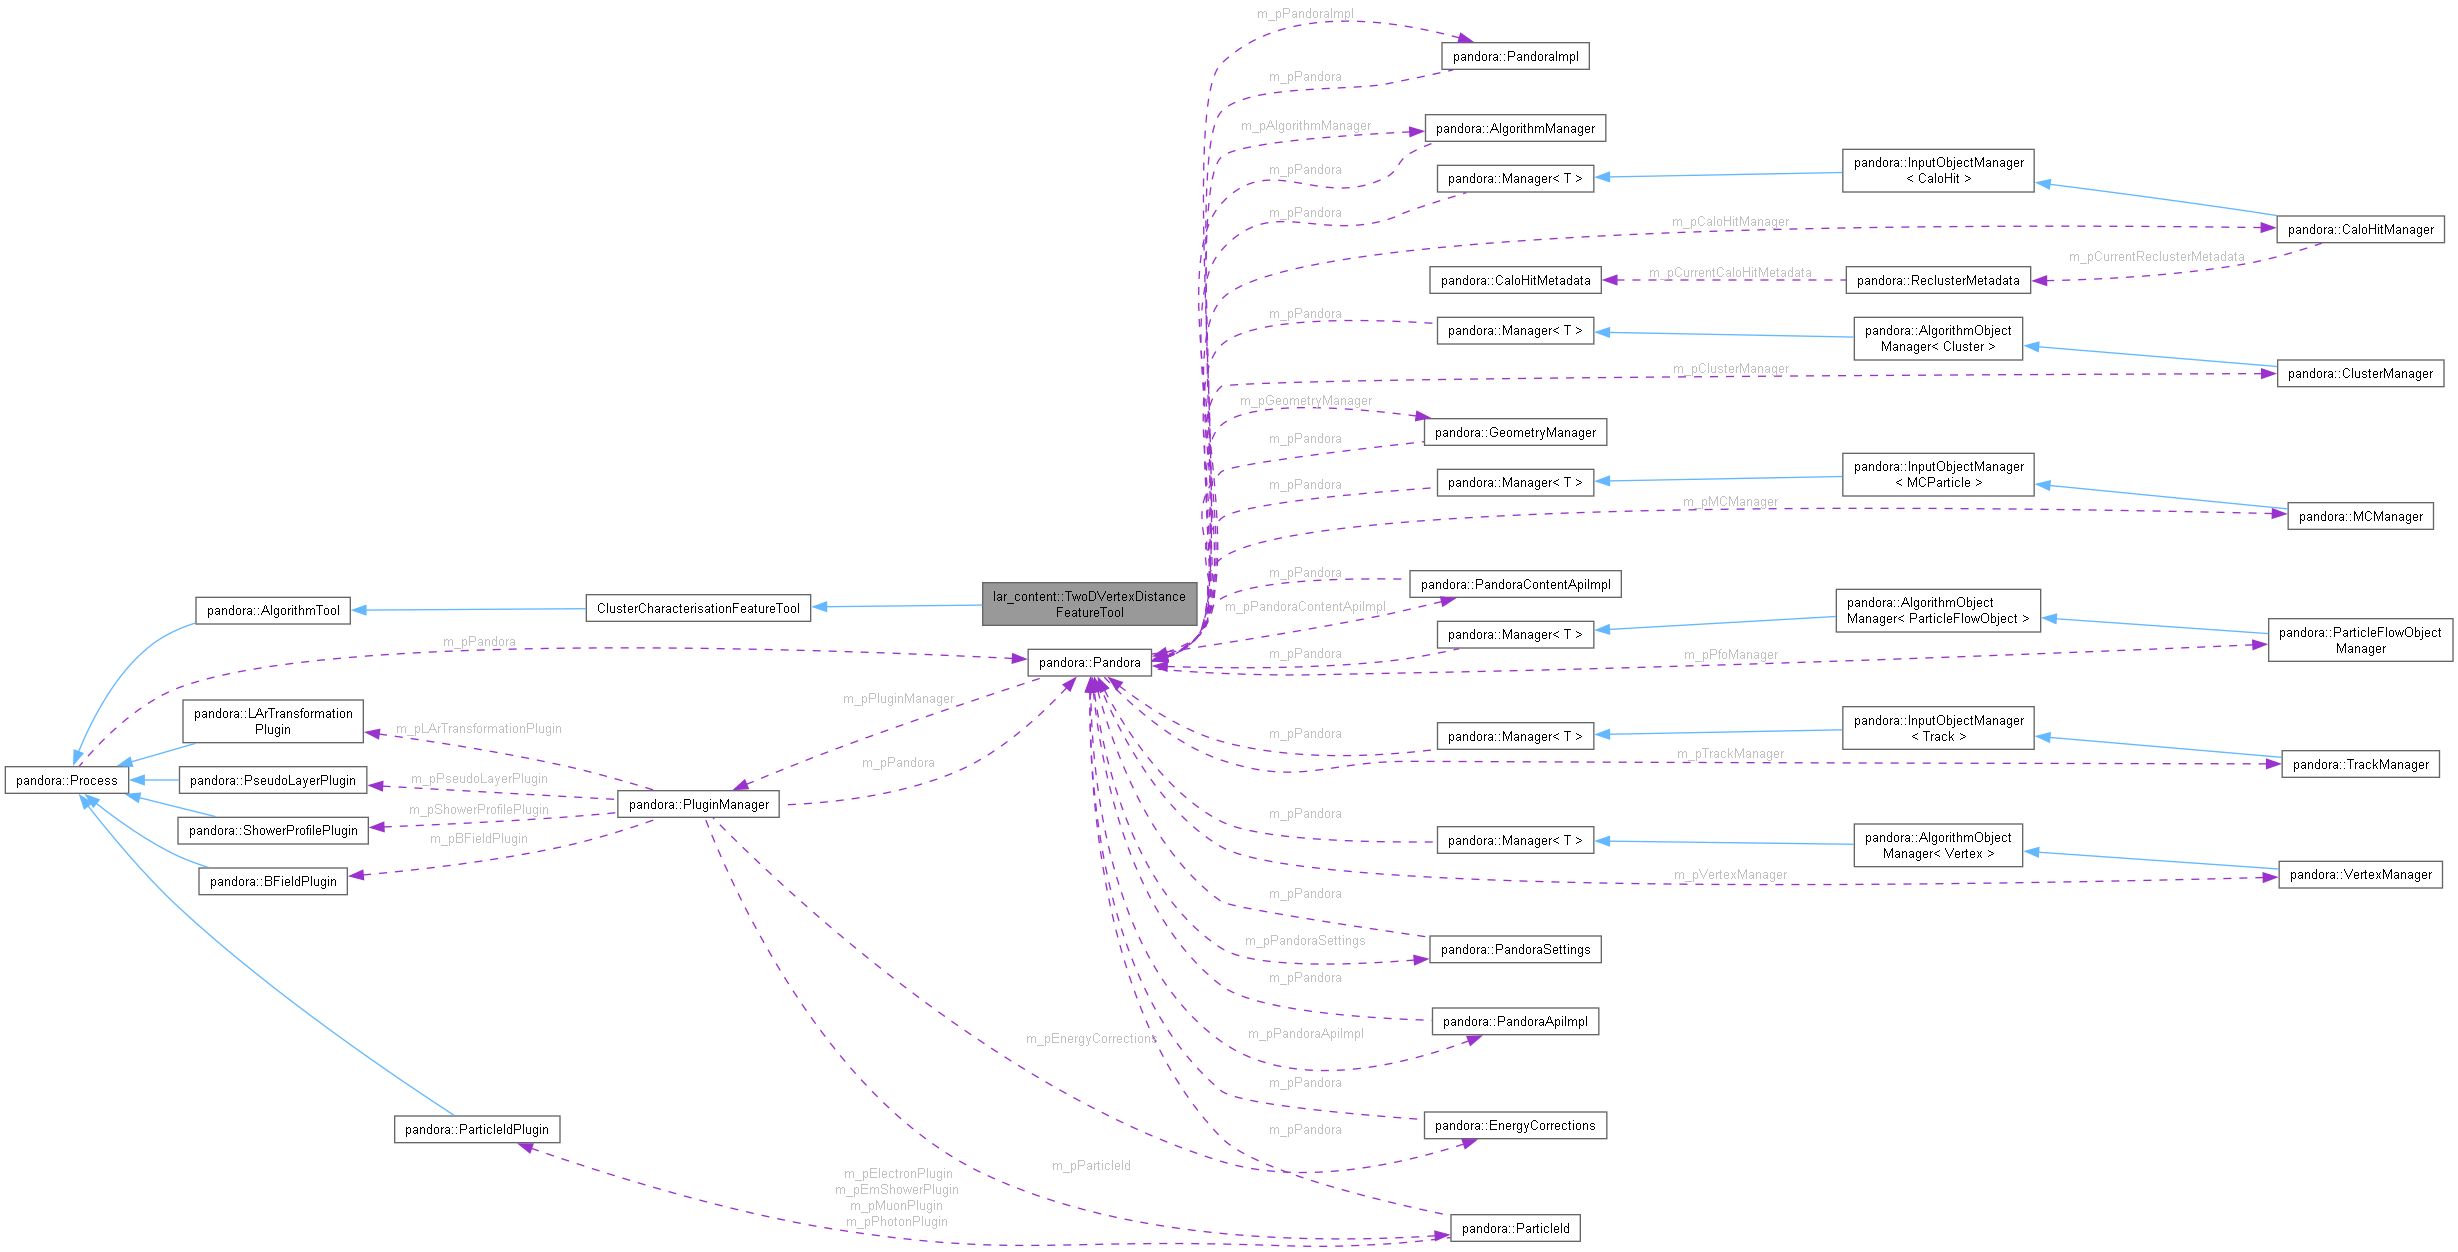 m_pPandoraImpl
pandora::PandoraImpl
m_pPandora
m_pAlgorithmManager
pandora::AlgorithmManager
m_pPandora
pandora::Manager< T >
pandora::InputObjectManager
< CaloHit >
m_pPandora
m_pCaloHitManager
pandora::CaloHitManager
m_pCurrentReclusterMetadata
pandora::CaloHitMetadata
m_pCurrentCaloHitMetadata
pandora::ReclusterMetadata
m_pPandora
pandora::Manager< T >
pandora::AlgorithmObject
Manager< Cluster >
m_pClusterManager
pandora::ClusterManager
m_pGeometryManager
pandora::GeometryManager
m_pPandora
pandora::Manager< T >
pandora::InputObjectManager
< MCParticle >
m_pPandora
m_pMCManager
pandora::MCManager
m_pPandora
pandora::PandoraContentApiImpl
m_pPandoraContentApiImpl
pandora::AlgorithmTool
ClusterCharacterisationFeatureTool
lar_content::TwoDVertexDistance
FeatureTool
pandora::Manager< T >
pandora::AlgorithmObject
Manager< ParticleFlowObject >
pandora::ParticleFlowObject
Manager
m_pPandora
m_pPandora
m_pPfoManager
pandora::Pandora
m_pPluginManager
pandora::LArTransformation
Plugin
m_pLArTransformationPlugin
m_pPandora
pandora::Manager< T >
pandora::InputObjectManager
< Track >
m_pTrackManager
pandora::TrackManager
pandora::Process
pandora::PseudoLayerPlugin
m_pPseudoLayerPlugin
m_pPandora
pandora::PluginManager
pandora::ShowerProfilePlugin
m_pShowerProfilePlugin
m_pBFieldPlugin
pandora::BFieldPlugin
m_pPandora
pandora::Manager< T >
pandora::AlgorithmObject
Manager< Vertex >
m_pVertexManager
pandora::VertexManager
m_pPandora
m_pPandoraSettings
pandora::PandoraSettings
m_pPandora
pandora::PandoraApiImpl
m_pPandoraApiImpl
m_pEnergyCorrections
m_pPandora
pandora::EnergyCorrections
m_pPandora
pandora::ParticleIdPlugin
m_pParticleId
m_pElectronPlugin
m_pEmShowerPlugin
m_pMuonPlugin
m_pPhotonPlugin
pandora::ParticleId